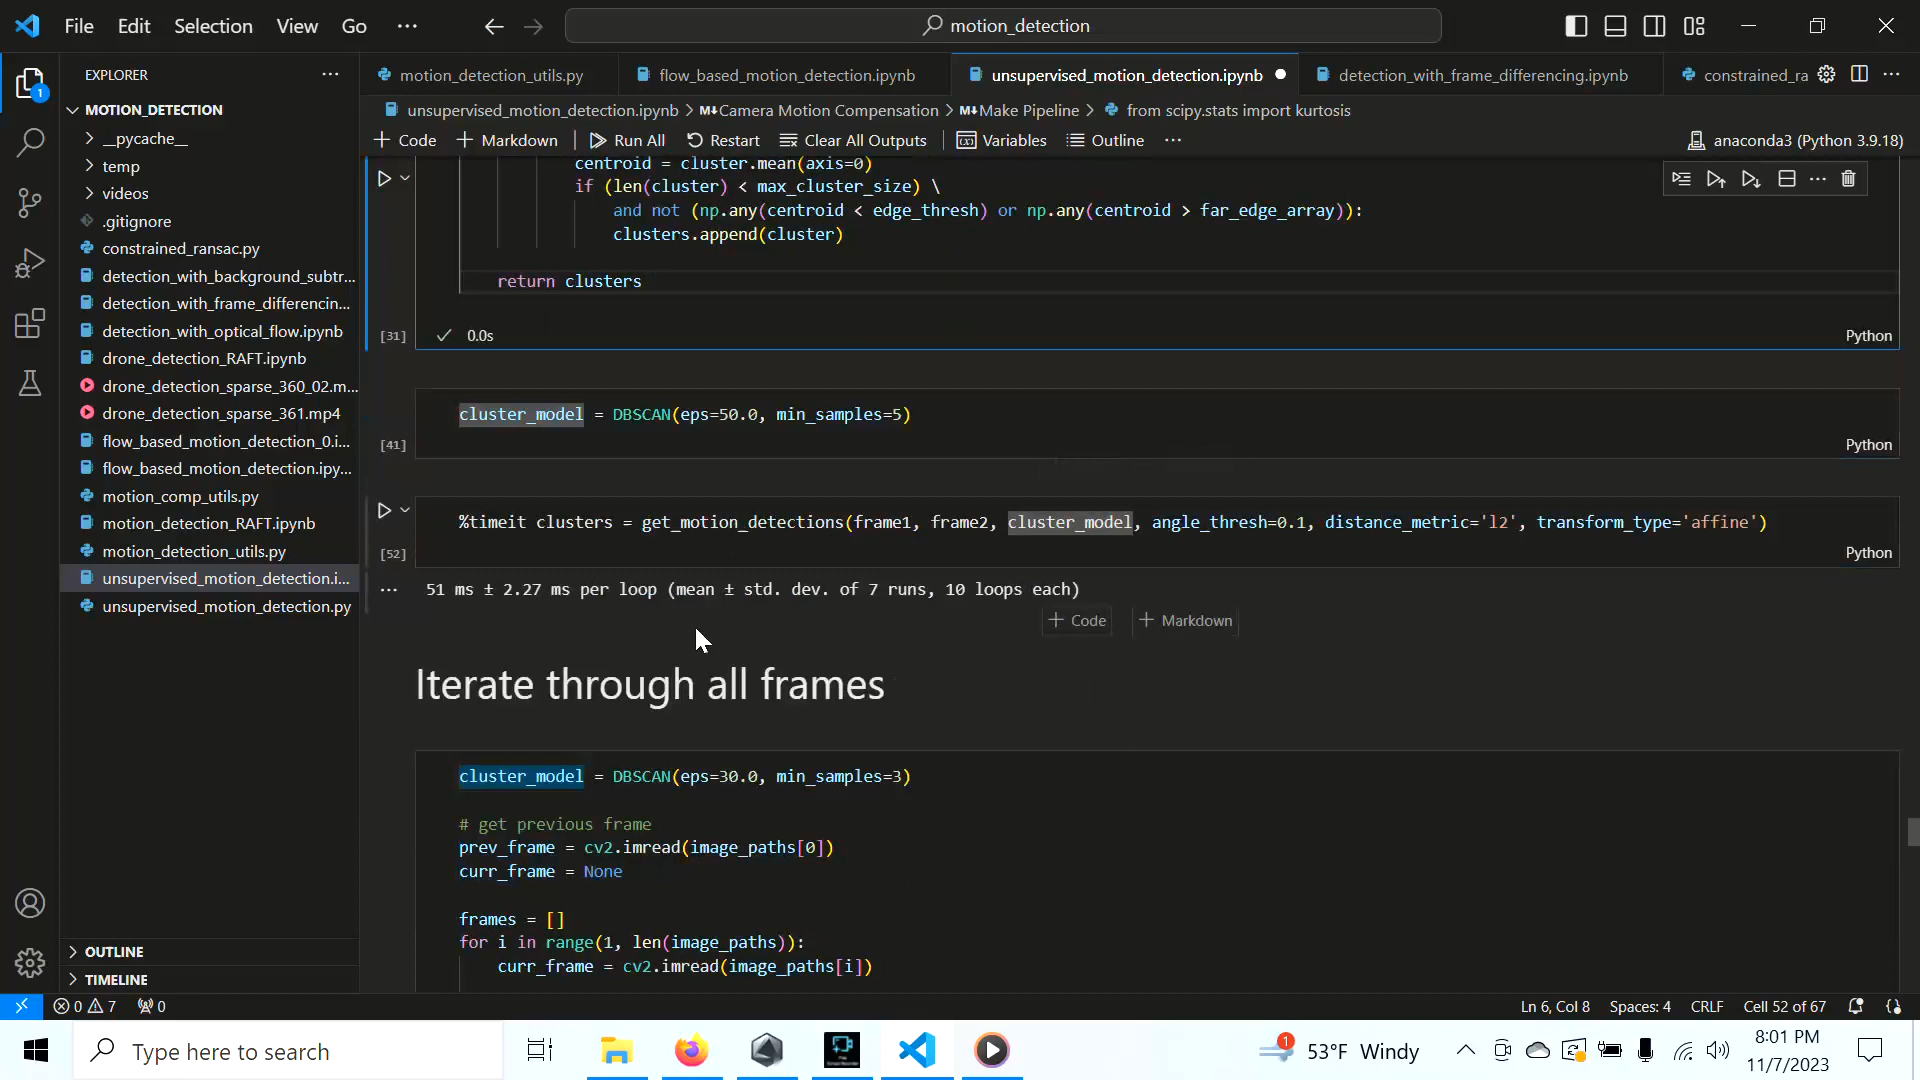 File Edit Selection View Go ···
motion_detection
EXPLORER ···
MOTION_DETECTION
__pycache__
temp
videos
.gitignore
constrained_ransac.py
detection_with_background_subtr...
detection_with_frame_differencin...
detection_with_optical_flow.ipynb
drone_detection_RAFT.ipynb
drone_detection_sparse_360_02.m...
drone_detection_sparse_361.mp4
flow_based_motion_detection_0.i...
flow_based_motion_detection.ipy...
motion_comp_utils.py
motion_detection_RAFT.ipynb
motion_detection_utils.py
unsupervised_motion_detection.i...
unsupervised_motion_detection.py
OUTLINE
TIMELINE
1
motion_detection_utils.py flow_based_motion_detection.ipynb unsupervised_motion_detection.ipynb detection_with_frame_differencing.ipynb constrained_ra ···
unsupervised_motion_detection.ipynb > M↓Camera Motion Compensation > M↓Make Pipeline > from scipy.stats import kurtosis
+ Code + Markdown Run All Restart Clear All Outputs Variables Outline ··· anaconda3 (Python 3.9.18)
centroid = cluster.mean(axis=0)
if (len(cluster) < max_cluster_size) \
and not (np.any(centroid < edge_thresh) or np.any(centroid > far_edge_array)):
clusters.append(cluster)
return clusters
[31] ✓ 0.0s Python
cluster_model = DBSCAN(eps=50.0, min_samples=5)
[41] Python
%timeit clusters = get_motion_detections(frame1, frame2, cluster_model, angle_thresh=0.1, distance_metric='l2', transform_type='affine')
[52] Python
··· 51 ms ± 2.27 ms per loop (mean ± std. dev. of 7 runs, 10 loops each)
+ Code + Markdown
Iterate through all frames
cluster_model = DBSCAN(eps=30.0, min_samples=3)
# get previous frame
prev_frame = cv2.imread(image_paths[0])
curr_frame = None
frames = []
for i in range(1, len(image_paths)):
curr_frame = cv2.imread(image_paths[i])
0 7 0 Ln 6, Col 8 Spaces: 4 CRLF Cell 52 of 67
Type here to search 1 53°F Windy 8:01 PM
11/7/2023